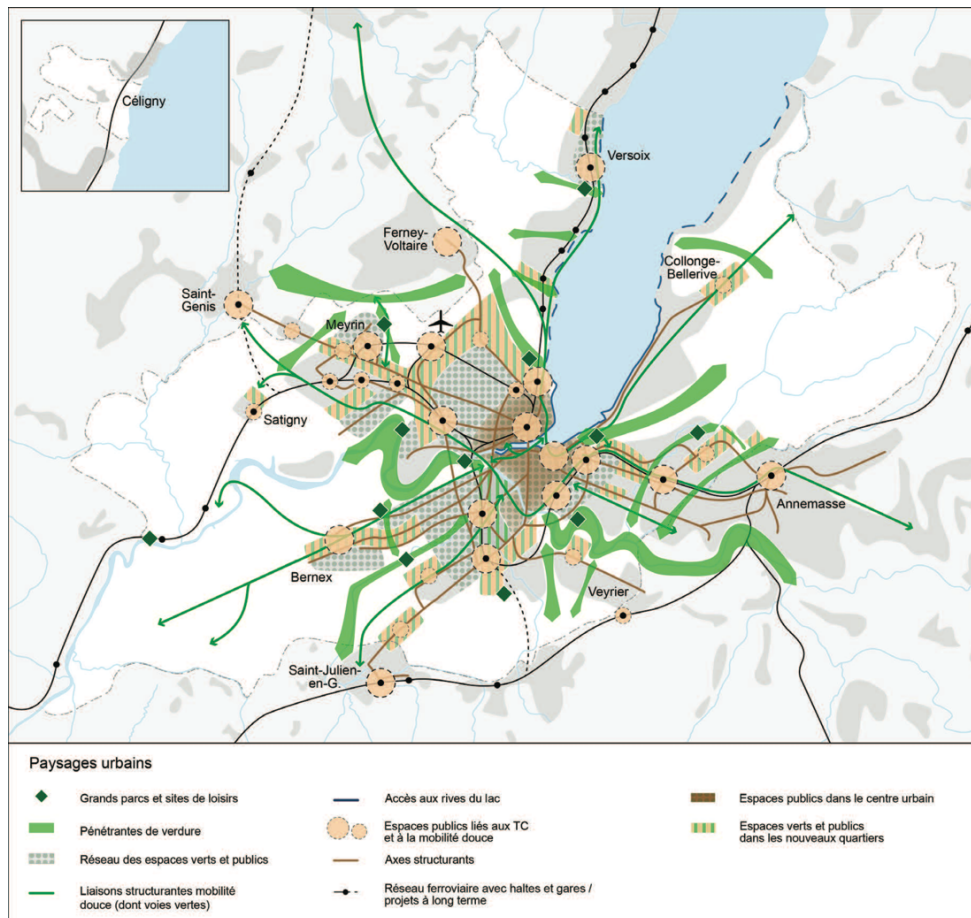 Céligny
Versoix
Ferney-
Voltaire
Collonge-
Bellerive
Saint-
Genis
Meyrin
Satigny
Annemasse
Bernex
Veyrier
Saint-Julien-
en-G.
Paysages urbains
Grands parcs et sites de loisirs
Pénétrantes de verdure
Réseau des espaces verts et publics
Liaisons structurantes mobilité
douce (dont voies vertes)
Accès aux rives du lac
Espaces publics liés aux TC
et à la mobilité douce
Axes structurants
Réseau ferroviaire avec haltes et gares /
projets à long terme
Espaces publics dans le centre urbain
Espaces verts et publics
dans les nouveaux quartiers